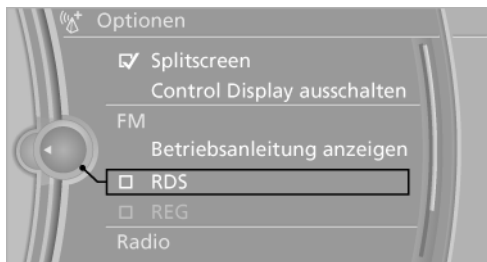 Optionen
Splitscreen
Control Display ausschalten
FM
Betriebsanleitung anzeigen
RDS
REG
Radio